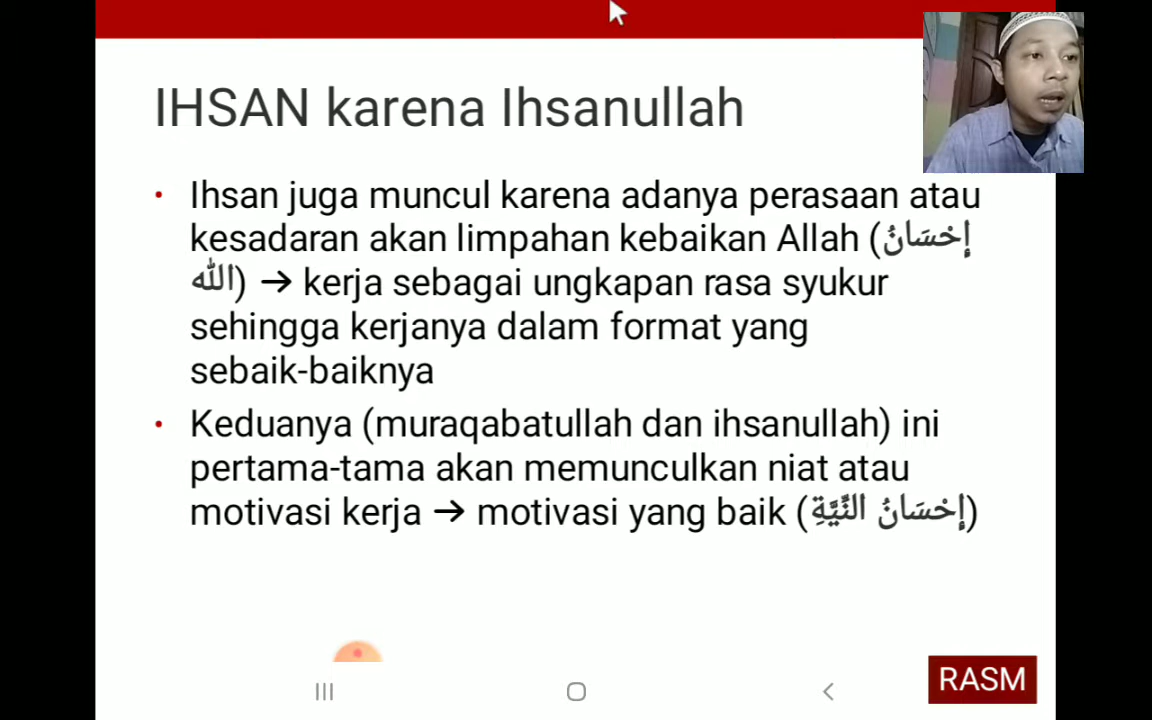 IHSAN karena Ihsanullah
• Ihsan juga muncul karena adanya perasaan atau
kesadaran akan limpahan kebaikan Allah (إِحْسَانُ
الله) → kerja sebagai ungkapan rasa syukur
sehingga kerjanya dalam format yang
sebaik-baiknya
• Keduanya (muraqabatullah dan ihsanullah) ini
pertama-tama akan memunculkan niat atau
motivasi kerja → motivasi yang baik (إِحْسَانُ النِّيَّةِ)
RASM